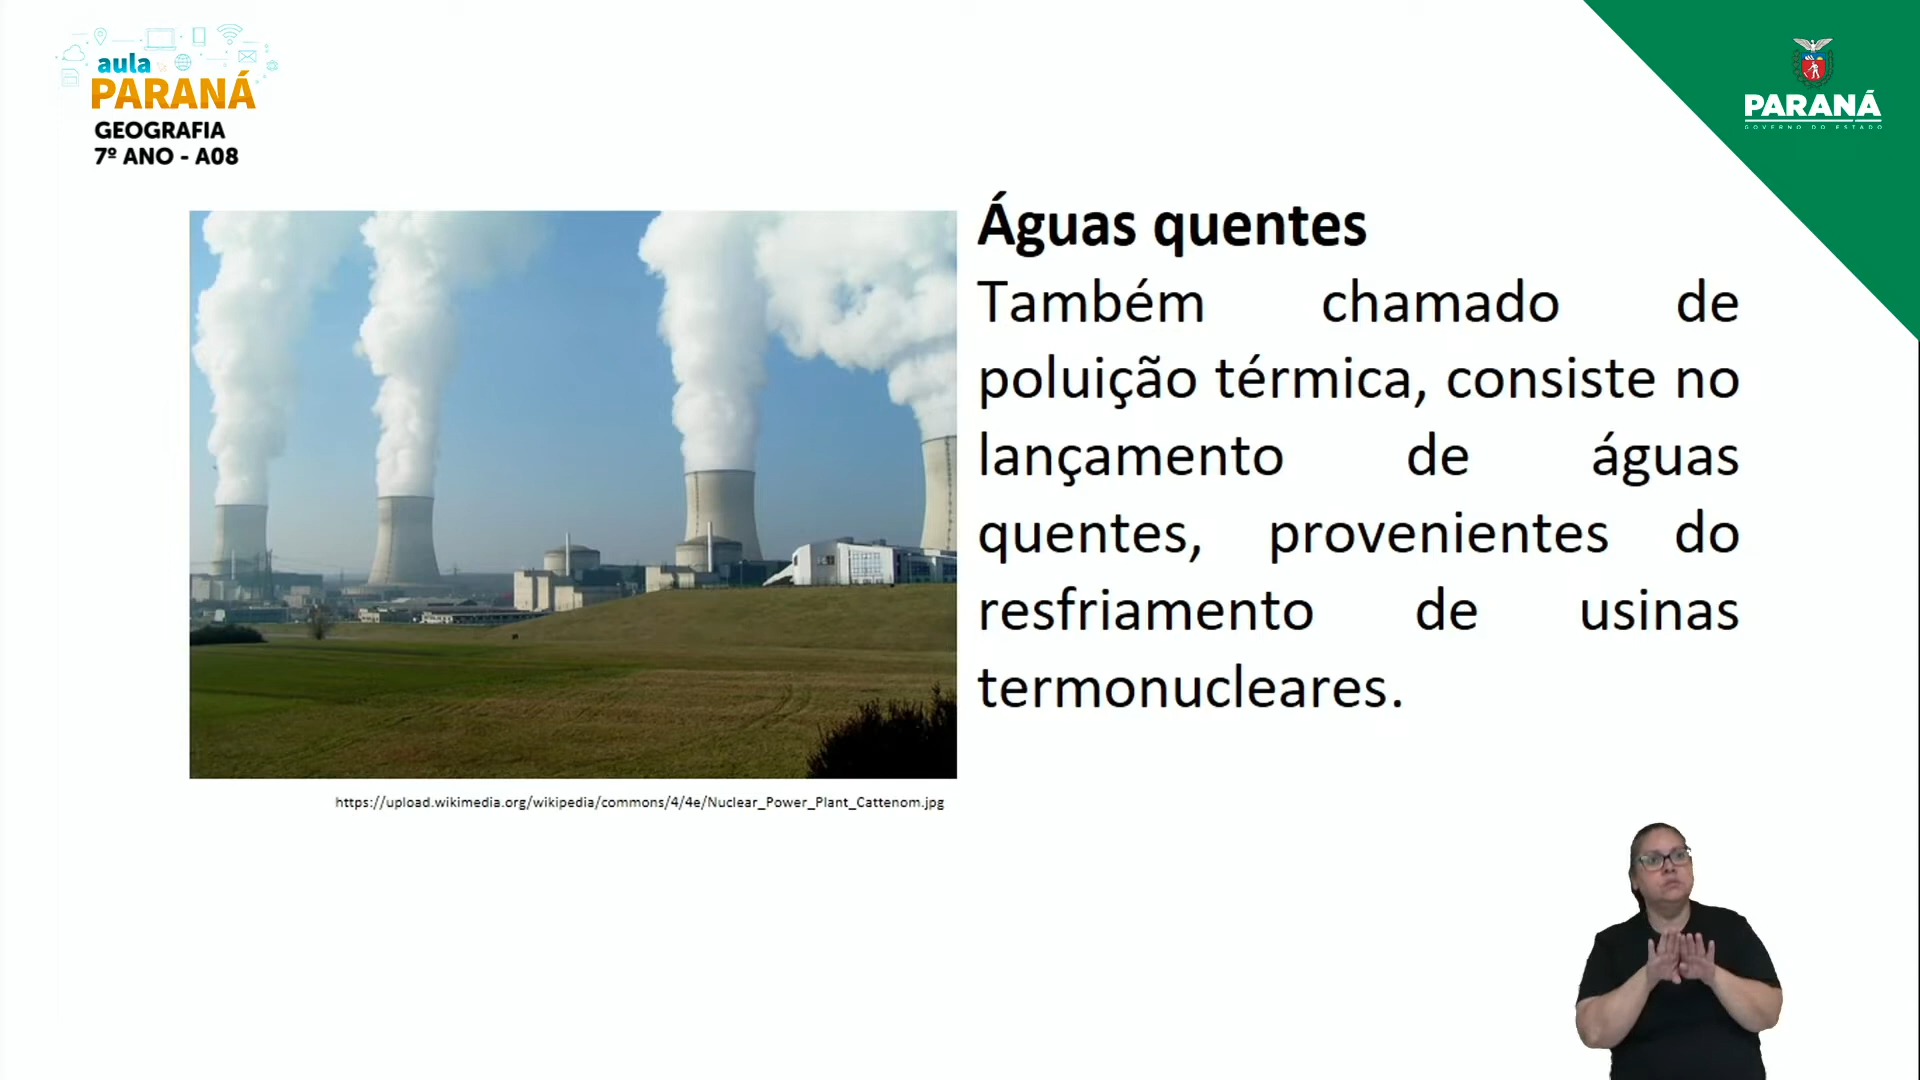 aula
PARANÁ
GEOGRAFIA
7º ANO - A08
PARANÁ
GOVERNO DO ESTADO
Águas quentes
Também chamado de
poluição térmica, consiste no
lançamento de águas
quentes, provenientes do
resfriamento de usinas
termonucleares.
https://upload.wikimedia.org/wikipedia/commons/4/4e/Nuclear_Power_Plant_Cattenom.jpg